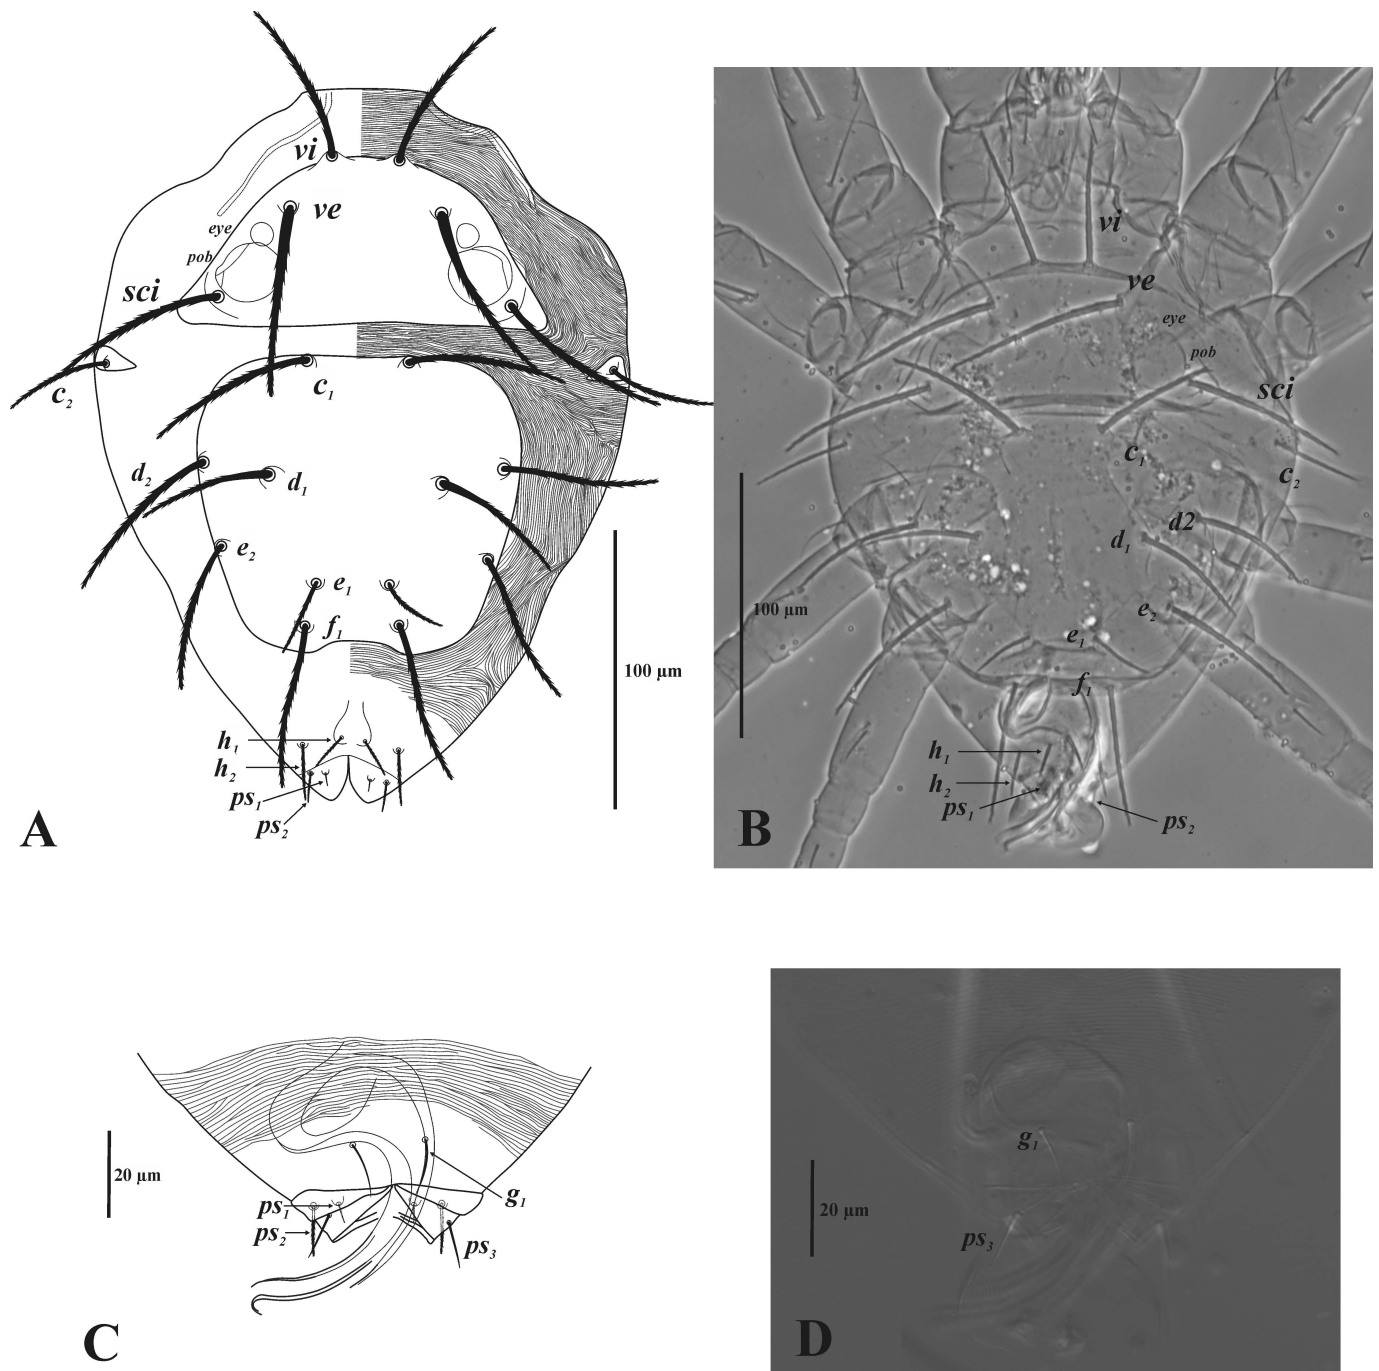 vi
ve
eye
pob
sci
c₂
c₁
d₂
d₁
e₂
e₁
f₁
100 μm
h₁
h₂
ps₁
ps₂
A
vi
ve
eye
pob
sci
c₁
c₂
d2
d₁
e₂
100 μm
e₁
f₁
h₁
h₂
ps₁
ps₂
B
20 μm
ps₁
g₁
ps₂
ps₃
C
g₁
20 μm
ps₃
D